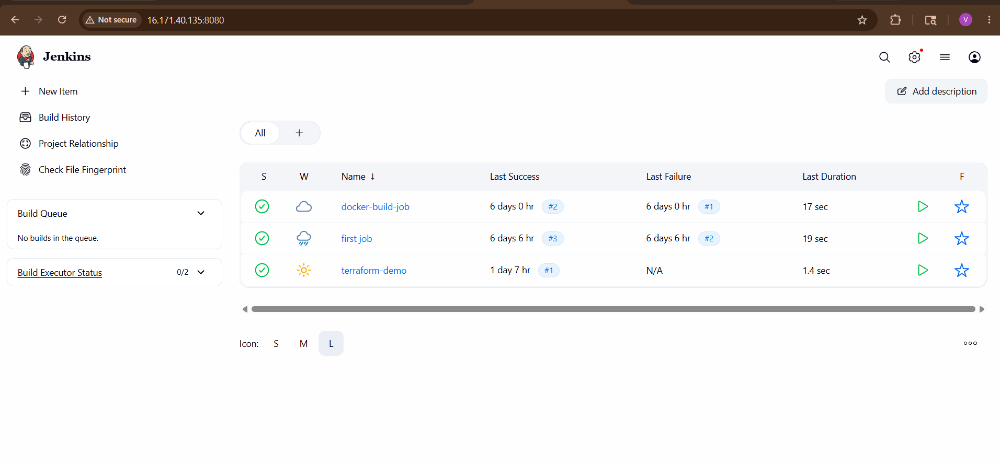 Not secure 16.171.40.135:8080
V
Jenkins
New Item
Add description
Build History
Project Relationship
Check File Fingerprint
All +
Build Queue
No builds in the queue.
Build Executor Status 0/2
S W Name ↓ Last Success Last Failure Last Duration F
docker-build-job 6 days 0 hr #2 6 days 0 hr #1 17 sec
first job 6 days 6 hr #3 6 days 6 hr #2 19 sec
terraform-demo 1 day 7 hr #1 N/A 1.4 sec
Icon: S M L